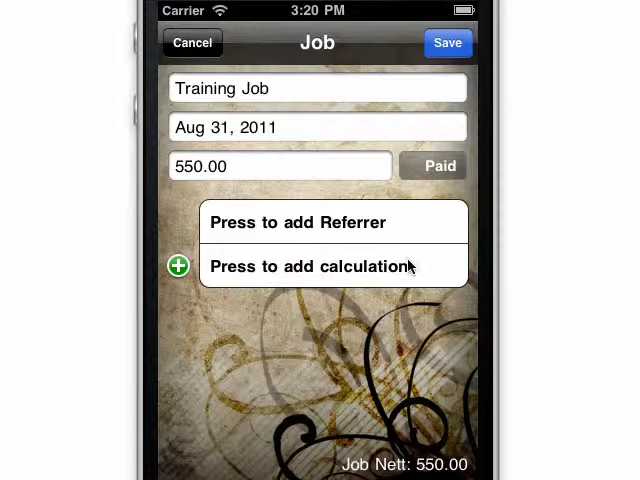 Carrier 3:20 PM
Cancel Job Save
Training Job
Aug 31, 2011
550.00 Paid
Press to add Referrer
Press to add calculation
Job Nett: 550.00